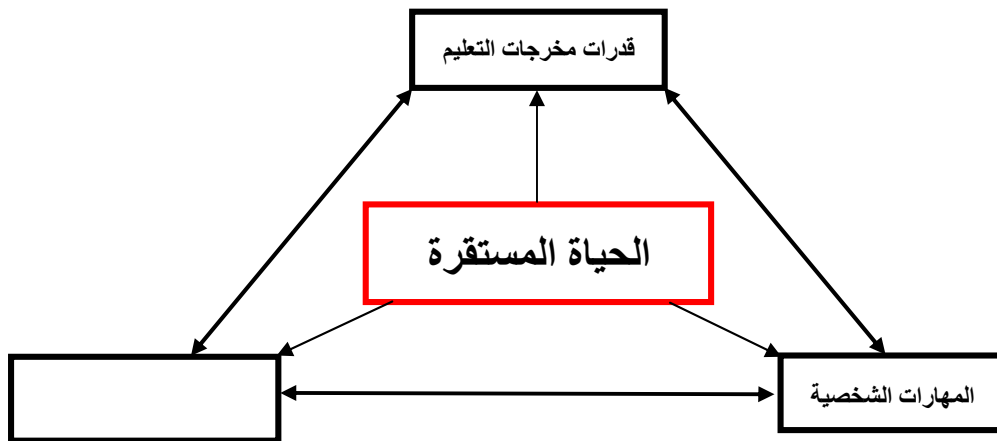 قدرات مخرجات التعليم
الحياة المستقرة
المهارات الشخصية